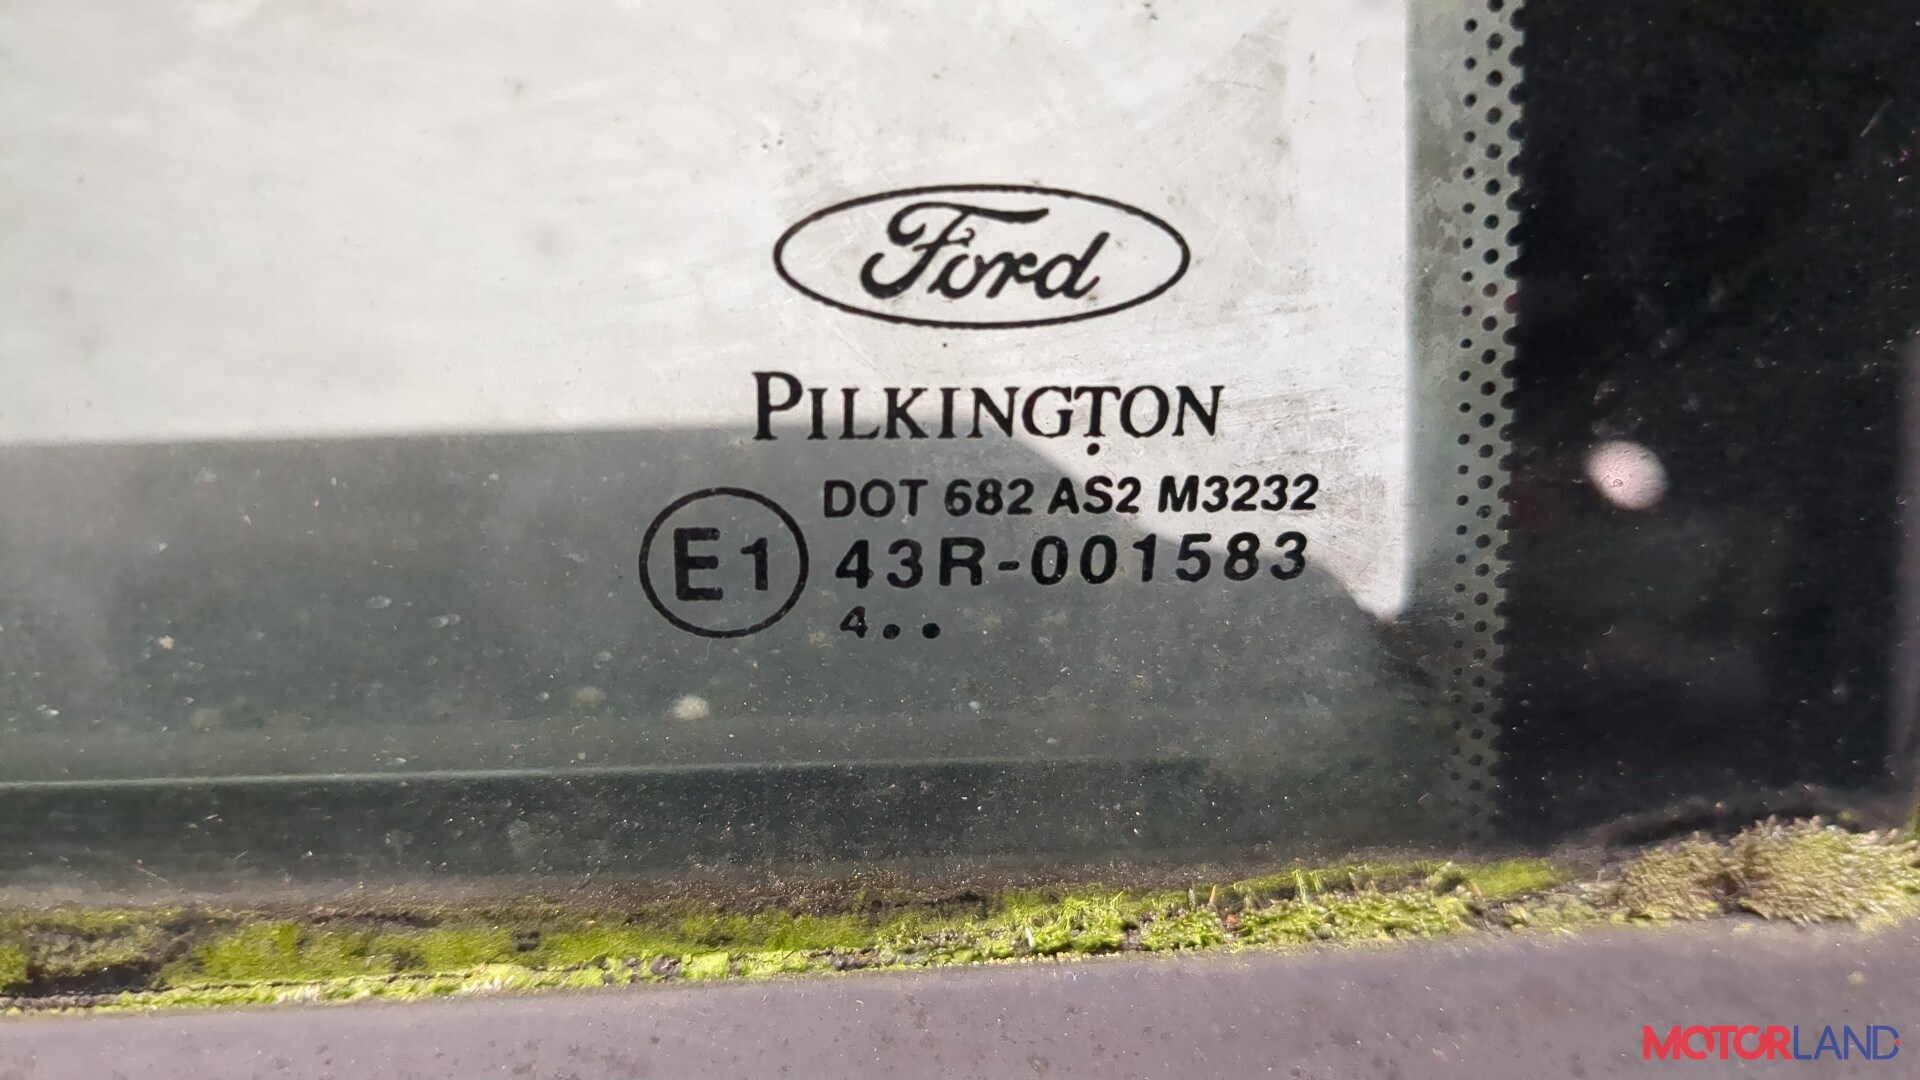 Ford
PILKINGTON
DOT 682 AS2 M3232
E1 43R-001583
4..
MOTORLAND